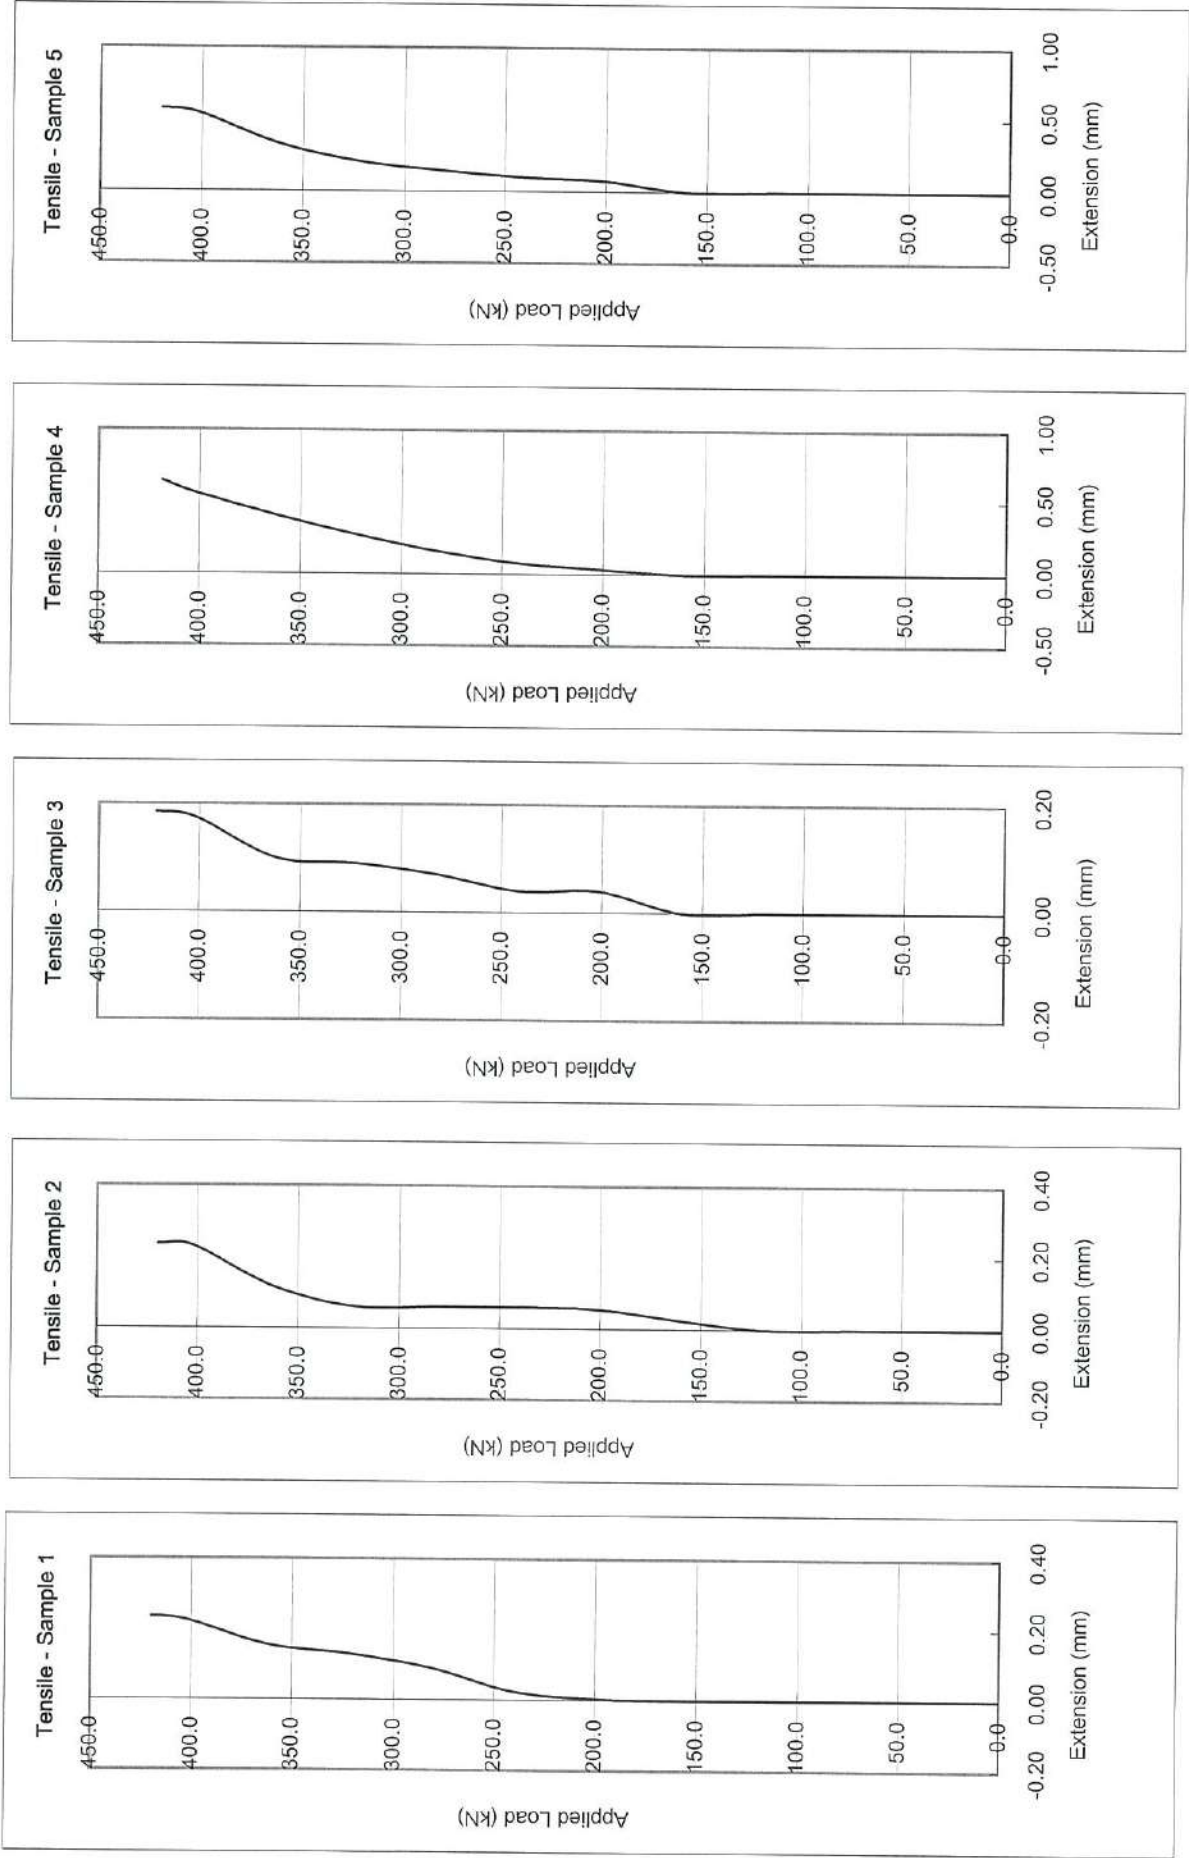 Tensile - Sample 1
450.0
400.0
350.0
300.0
250.0
200.0
150.0
100.0
50.0
0.0
Applied Load (kN)
-0.20 0.00 0.20 0.40
Extension (mm)
Tensile - Sample 2
450.0
400.0
350.0
300.0
250.0
200.0
150.0
100.0
50.0
0.0
Applied Load (kN)
-0.20 0.00 0.20 0.40
Extension (mm)
Tensile - Sample 3
450.0
400.0
350.0
300.0
250.0
200.0
150.0
100.0
50.0
0.0
Applied Load (kN)
-0.20 0.00 0.20
Extension (mm)
Tensile - Sample 4
450.0
400.0
350.0
300.0
250.0
200.0
150.0
100.0
50.0
0.0
Applied Load (kN)
-0.50 0.00 0.50 1.00
Extension (mm)
Tensile - Sample 5
450.0
400.0
350.0
300.0
250.0
200.0
150.0
100.0
50.0
0.0
Applied Load (kN)
-0.50 0.00 0.50 1.00
Extension (mm)